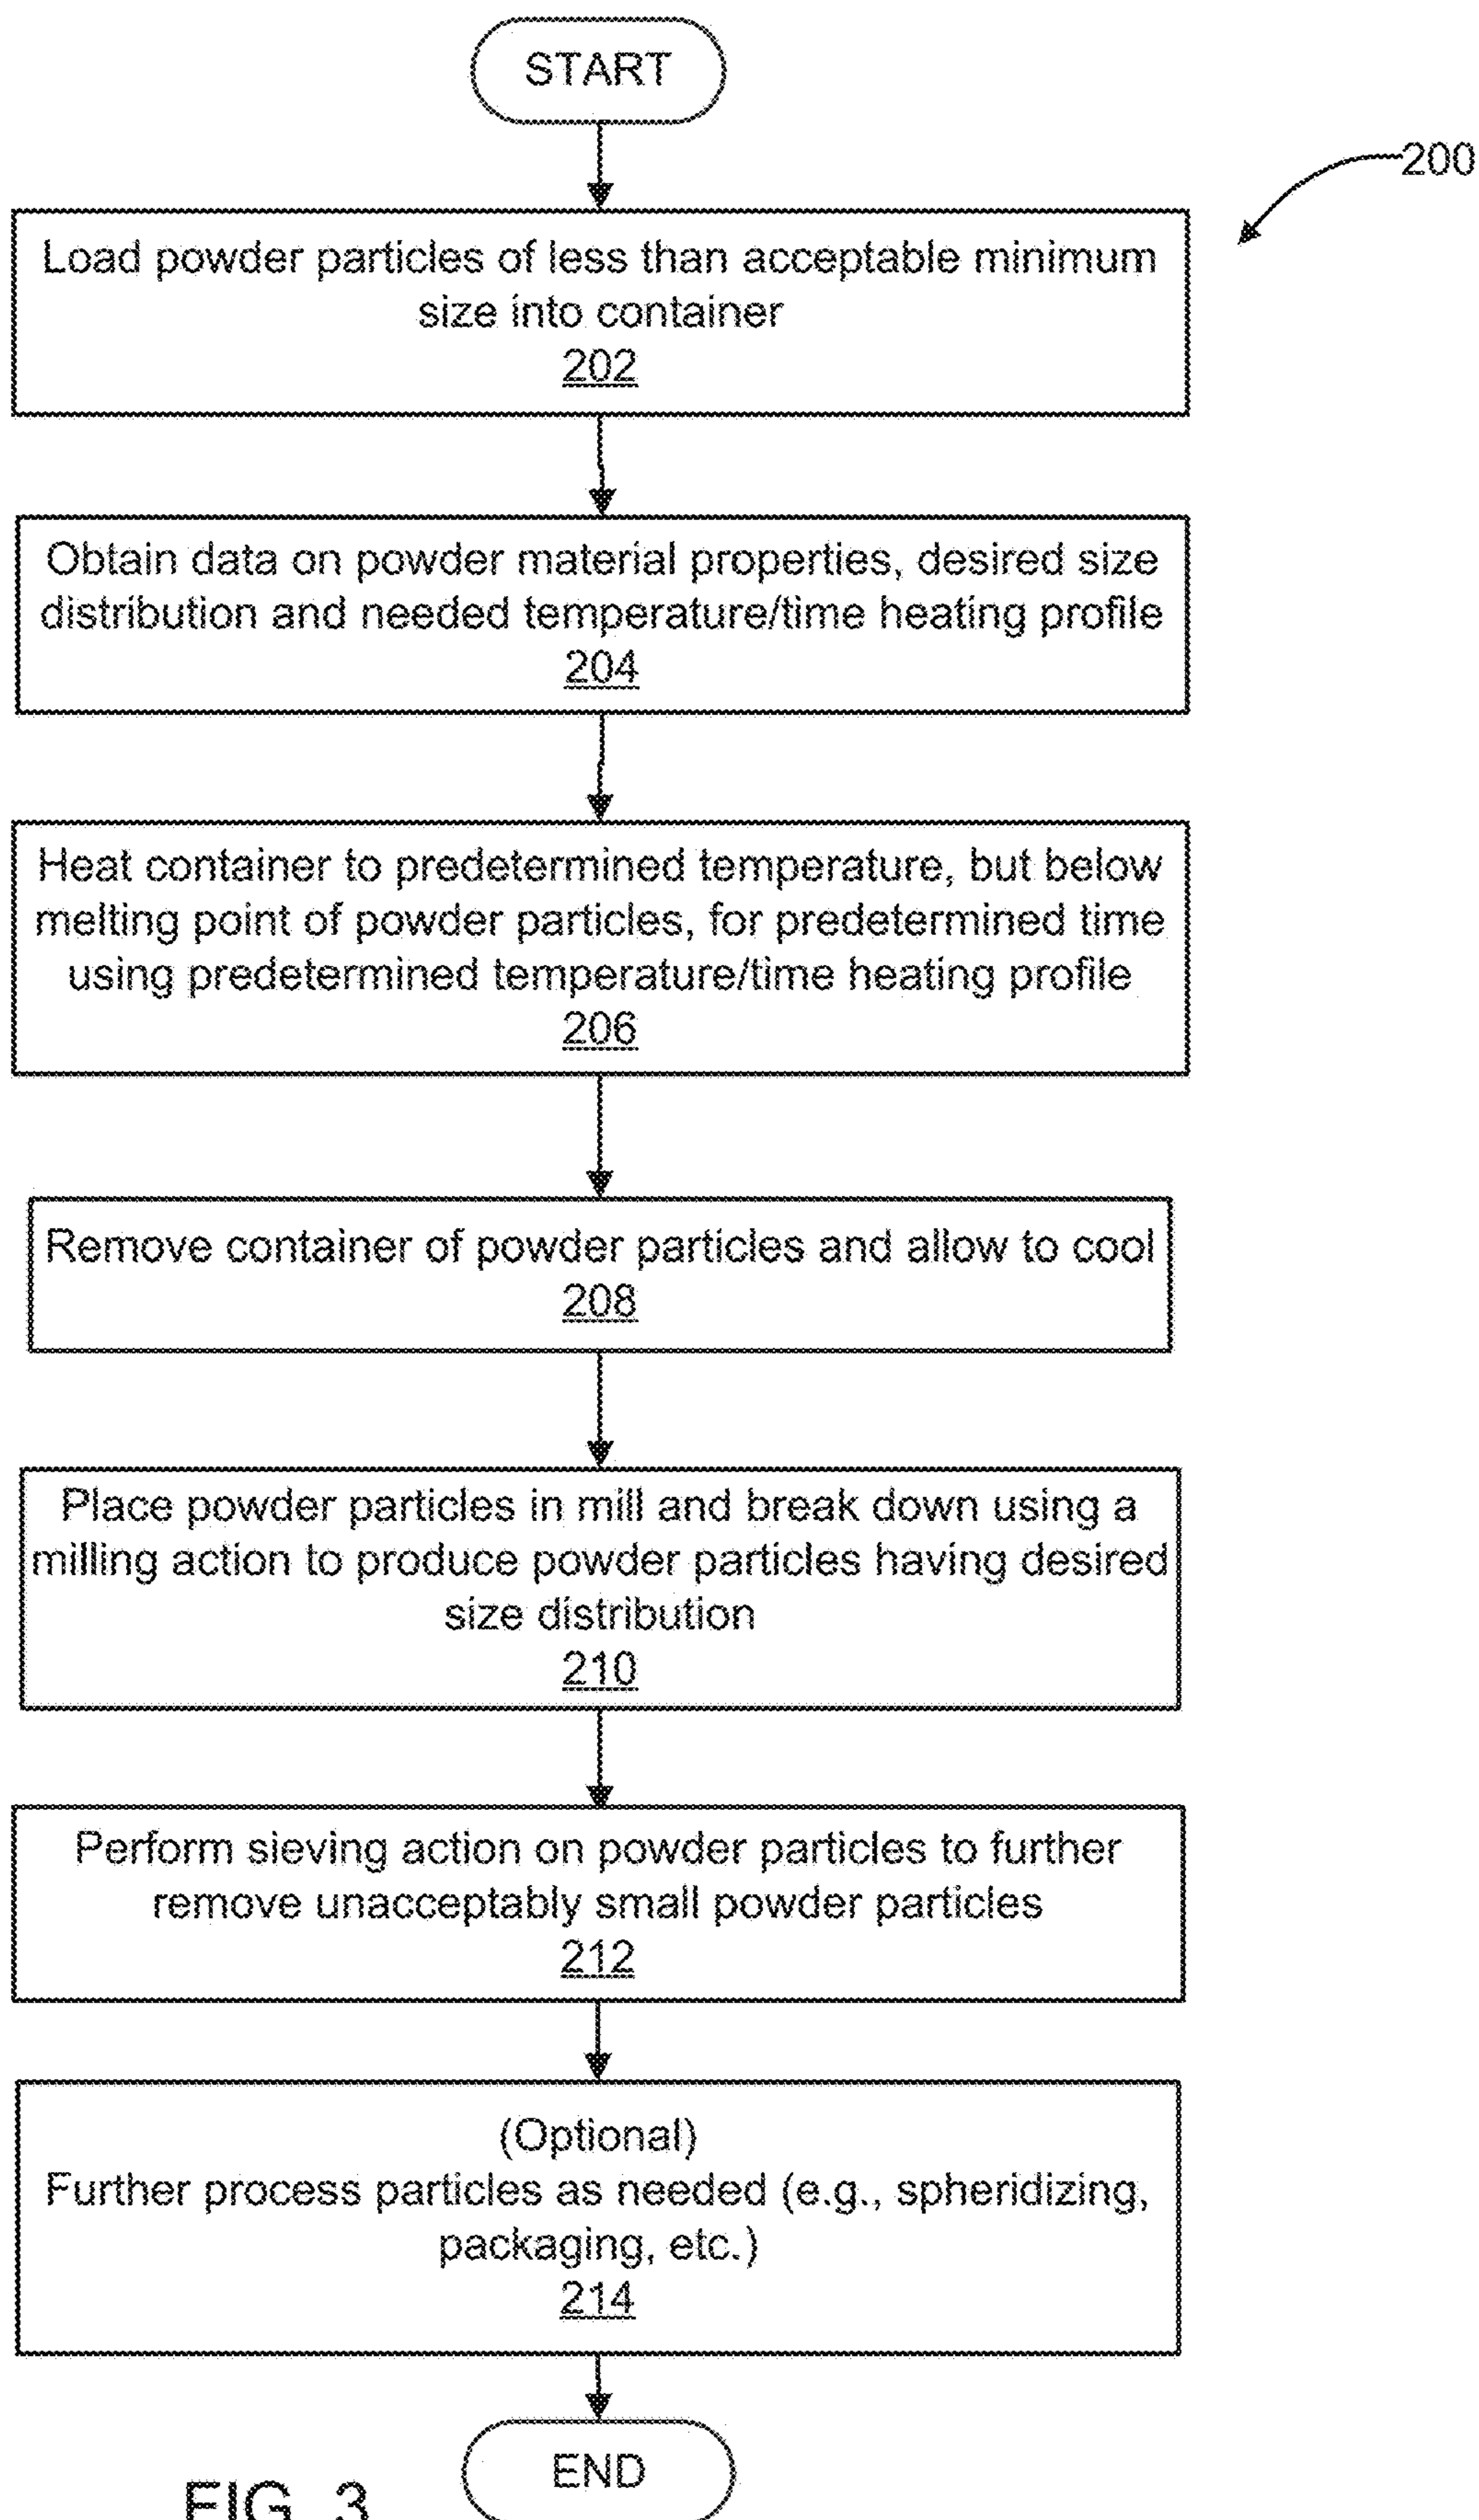 START
200
Load powder particles of less than acceptable minimum
size into container
202
Obtain data on powder material properties, desired size
distribution and needed temperature/time heating profile
204
Heat container to predetermined temperature, but below
melting point of powder particles, for predetermined time
using predetermined temperature/time heating profile
206
Remove container of powder particles and allow to cool
208
Place powder particles in mill and break down using a
milling action to produce powder particles having desired
size distribution
210
Perform sieving action on powder particles to further
remove unacceptably small powder particles
212
(Optional)
Further process particles as needed (e.g., spheridizing,
packaging, etc.)
214
END
FIG. 3